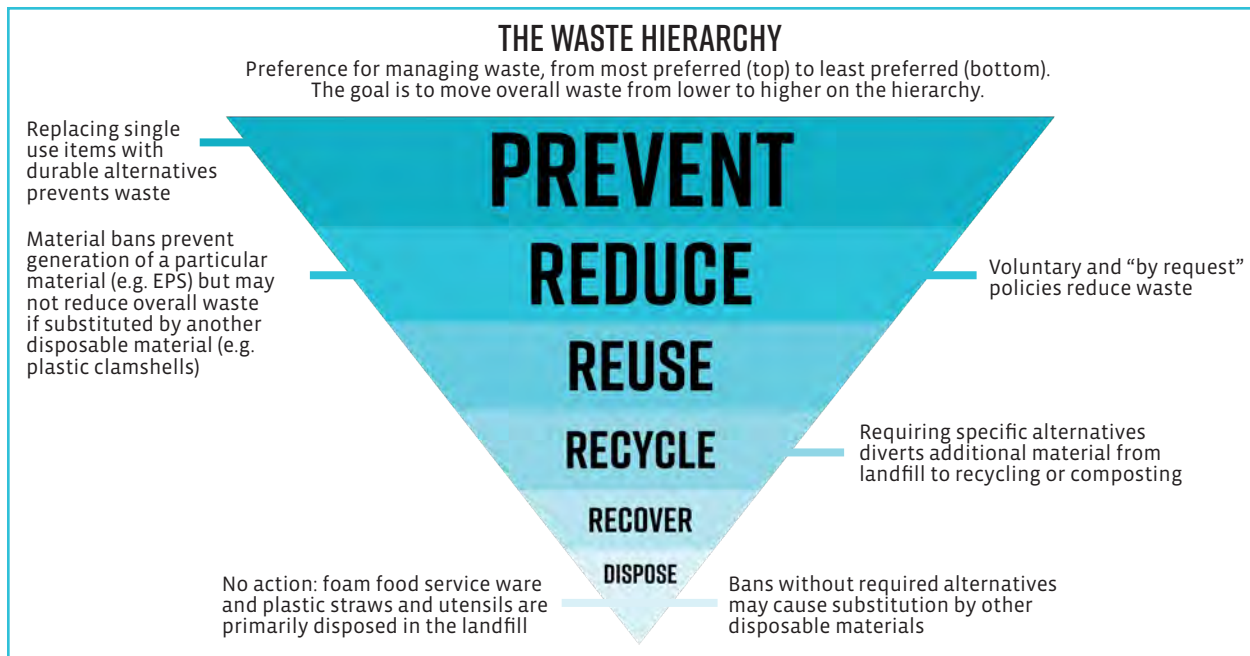 THE WASTE HIERARCHY
Preference for managing waste, from most preferred (top) to least preferred (bottom).
The goal is to move overall waste from lower to higher on the hierarchy.
Replacing single
use items with
durable alternatives
prevents waste
PREVENT
Material bans prevent
generation of a particular
material (e.g. EPS) but may
not reduce overall waste
if substituted by another
disposable material (e.g.
plastic clamshells)
REDUCE
Voluntary and “by request”
policies reduce waste
REUSE
RECYCLE
Requiring specific alternatives
diverts additional material from
landfill to recycling or composting
RECOVER
DISPOSE
No action: foam food service ware
and plastic straws and utensils are
primarily disposed in the landfill
Bans without required alternatives
may cause substitution by other
disposable materials